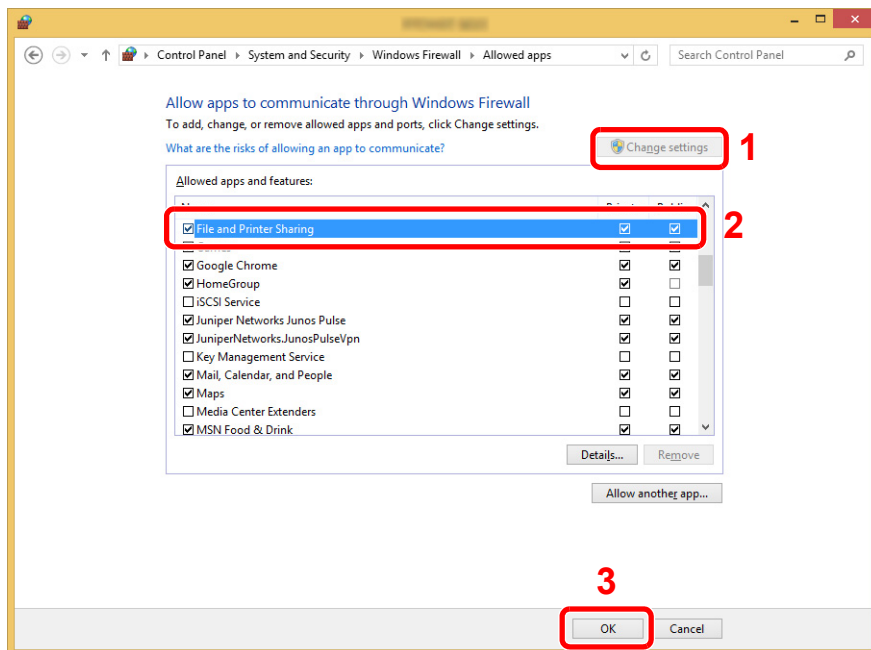 Control Panel ▸ System and Security ▸ Windows Firewall ▸ Allowed apps
Search Control Panel
Allow apps to communicate through Windows Firewall
To add, change, or remove allowed apps and ports, click Change settings.
What are the risks of allowing an app to communicate?
Change settings
1
Allowed apps and features:
File and Printer Sharing
2
Google Chrome
HomeGroup
iSCSI Service
Juniper Networks Junos Pulse
JuniperNetworks.JunosPulseVpn
Key Management Service
Mail, Calendar, and People
Maps
Media Center Extenders
MSN Food & Drink
Details...
Remove
Allow another app...
3
OK
Cancel